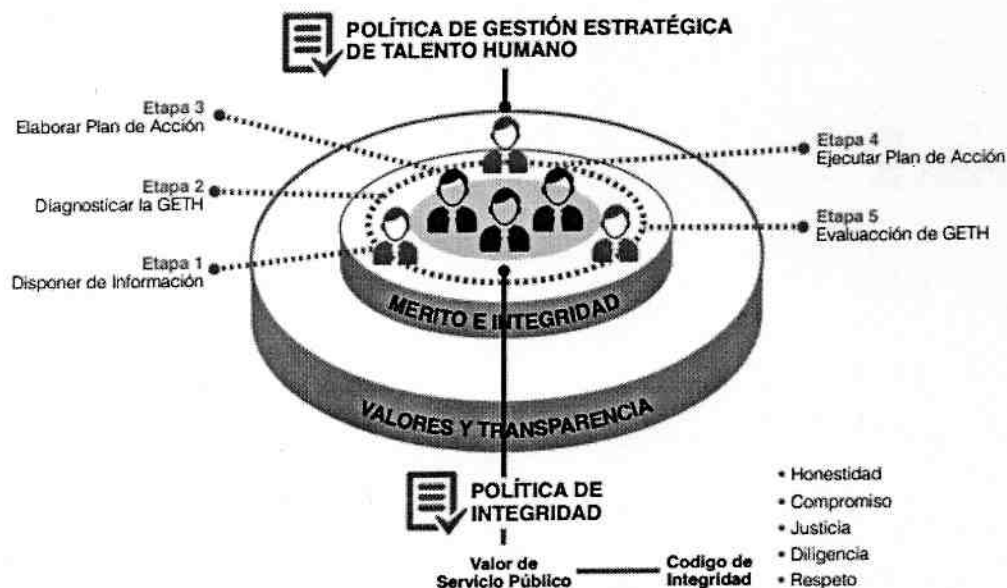 POLÍTICA DE GESTIÓN ESTRATÉGICA
DE TALENTO HUMANO
Etapa 3
Elaborar Plan de Acción
Etapa 4
Ejecutar Plan de Acción
Etapa 2
Diagnosticar la GETH
Etapa 5
Evaluacción de GETH
Etapa 1
Disponer de Información
MERITO E INTEGRIDAD
VALORES Y TRANSPARENCIA
POLÍTICA DE
INTEGRIDAD
Valor de
Servicio Público
Codigo de
Integridad
• Honestidad
• Compromiso
• Justicia
• Diligencia
• Respeto